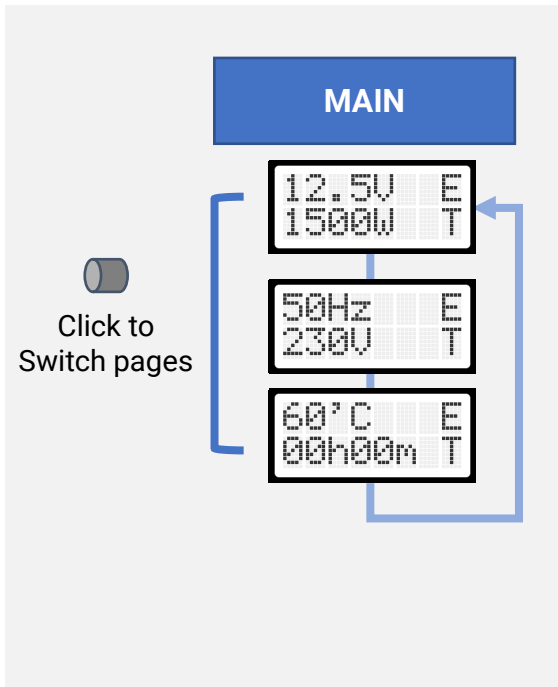 MAIN
12.5V E
1500W T
Click to
Switch pages
50Hz E
230V T
60'C E
00h00m T